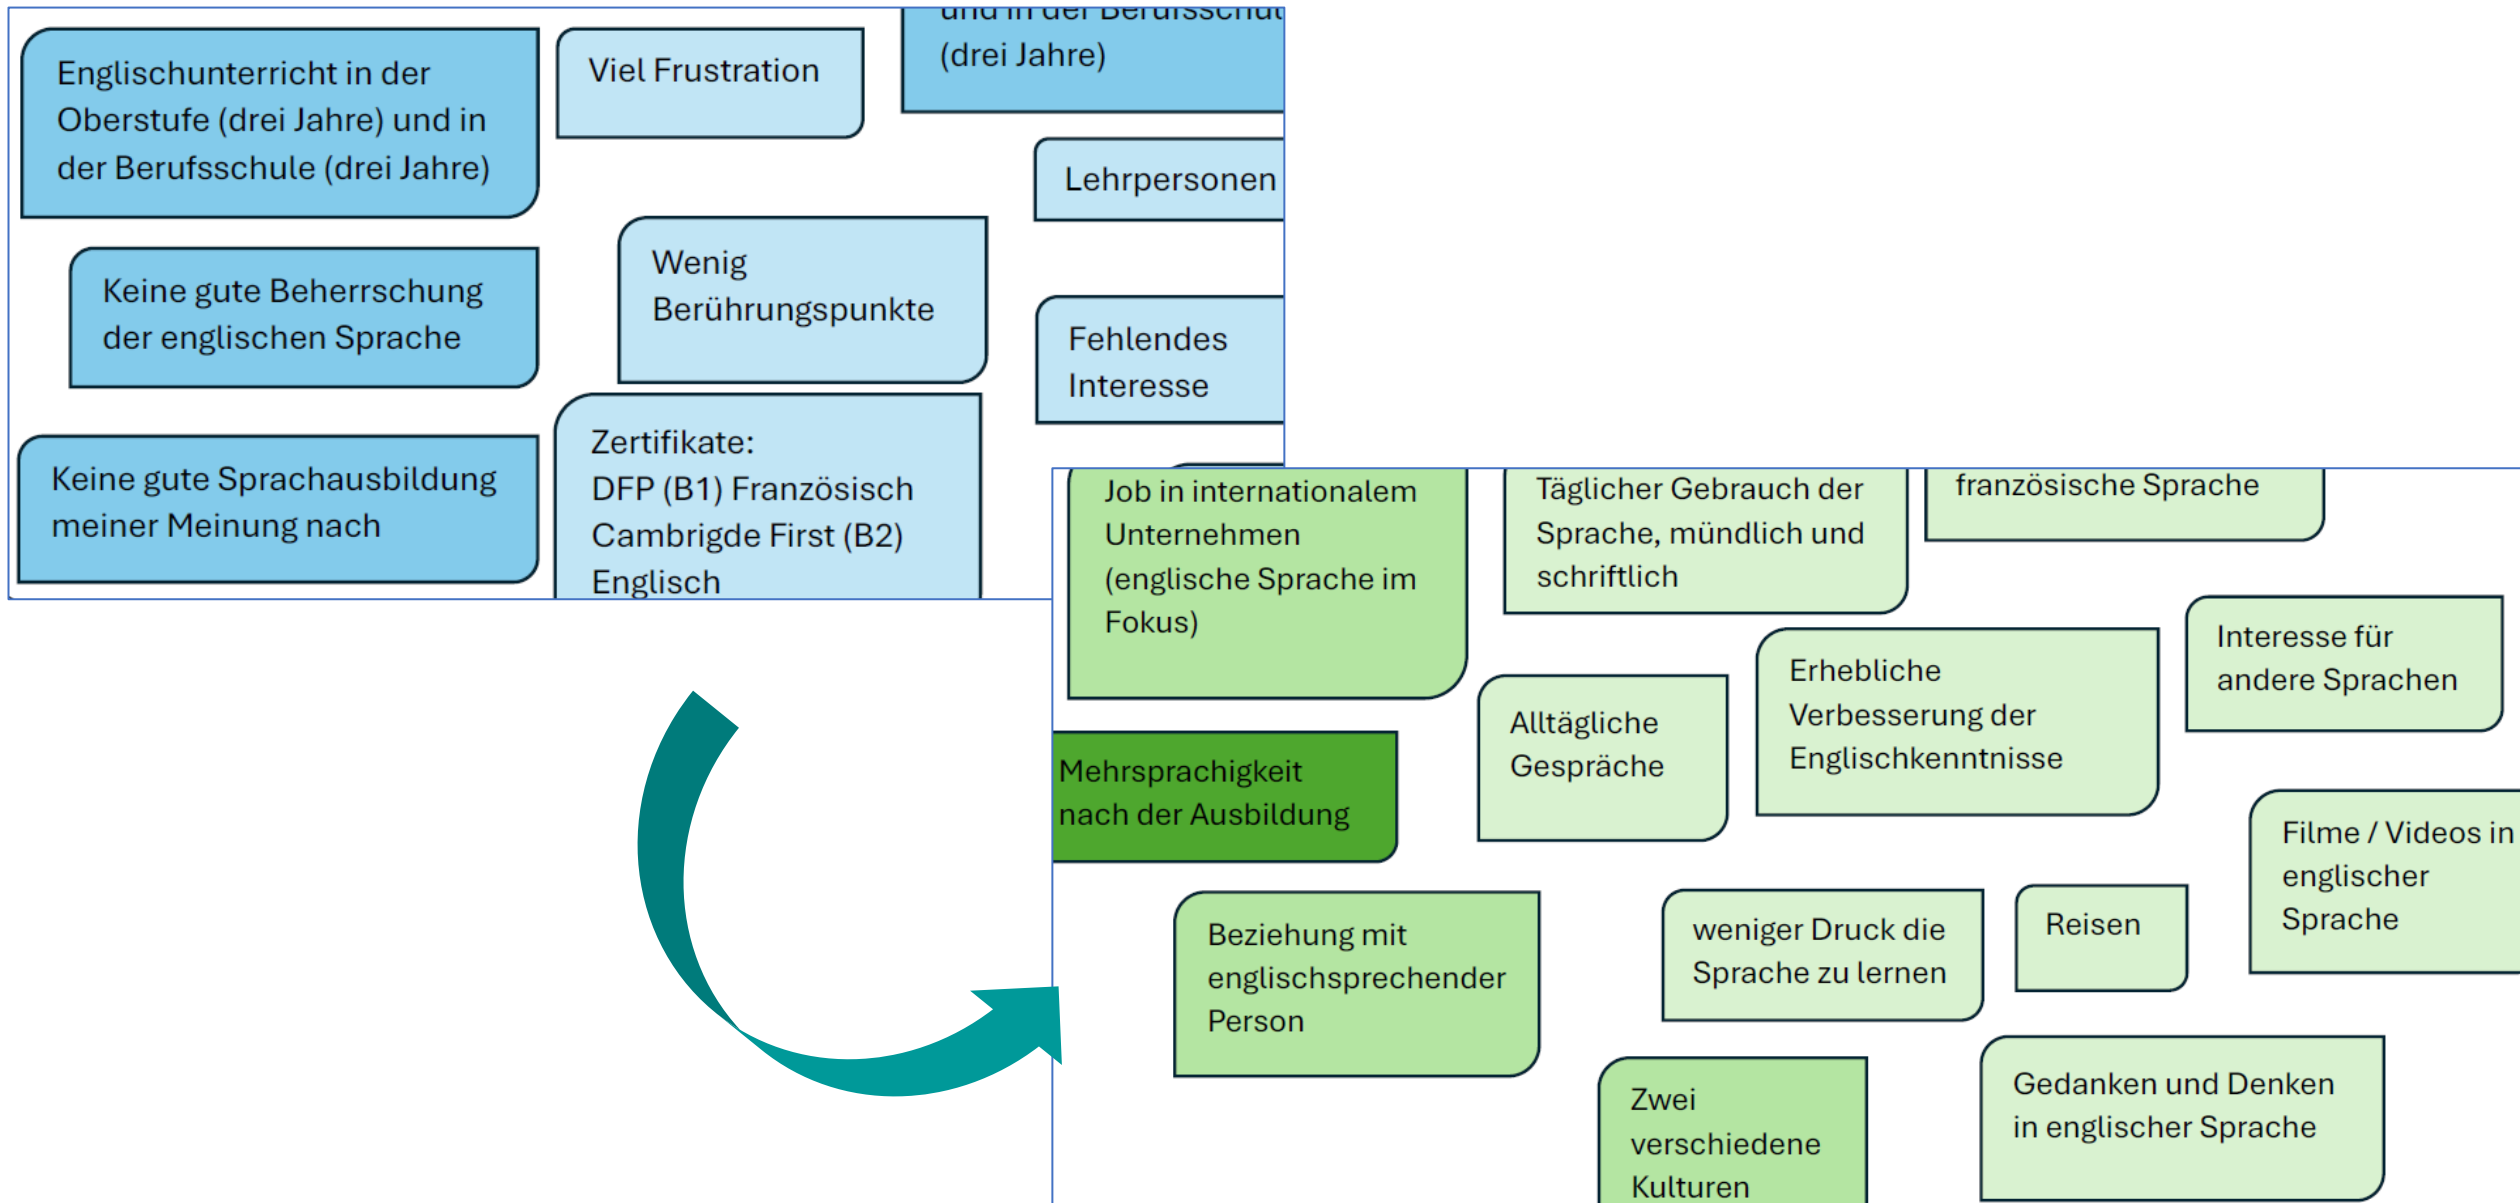 Englischunterricht in der
Oberstufe (drei Jahre) und in
der Berufsschule (drei Jahre)
Viel Frustration
und in der Berufsschul
(drei Jahre)
Lehrpersonen
Keine gute Beherrschung
der englischen Sprache
Wenig
Berührungspunkte
Fehlendes
Interesse
Keine gute Sprachausbildung
meiner Meinung nach
Zertifikate:
DFP (B1) Französisch
Cambrigde First (B2)
Englisch
Job in internationalem
Unternehmen
(englische Sprache im
Fokus)
Täglicher Gebrauch der
Sprache, mündlich und
schriftlich
französische Sprache
Interesse für
andere Sprachen
Erhebliche
Verbesserung der
Englischkenntnisse
Alltägliche
Gespräche
Mehrsprachigkeit
nach der Ausbildung
Filme / Videos in
englischer
Sprache
Beziehung mit
englischsprechender
Person
weniger Druck die
Sprache zu lernen
Reisen
Zwei
verschiedene
Kulturen
Gedanken und Denken
in englischer Sprache